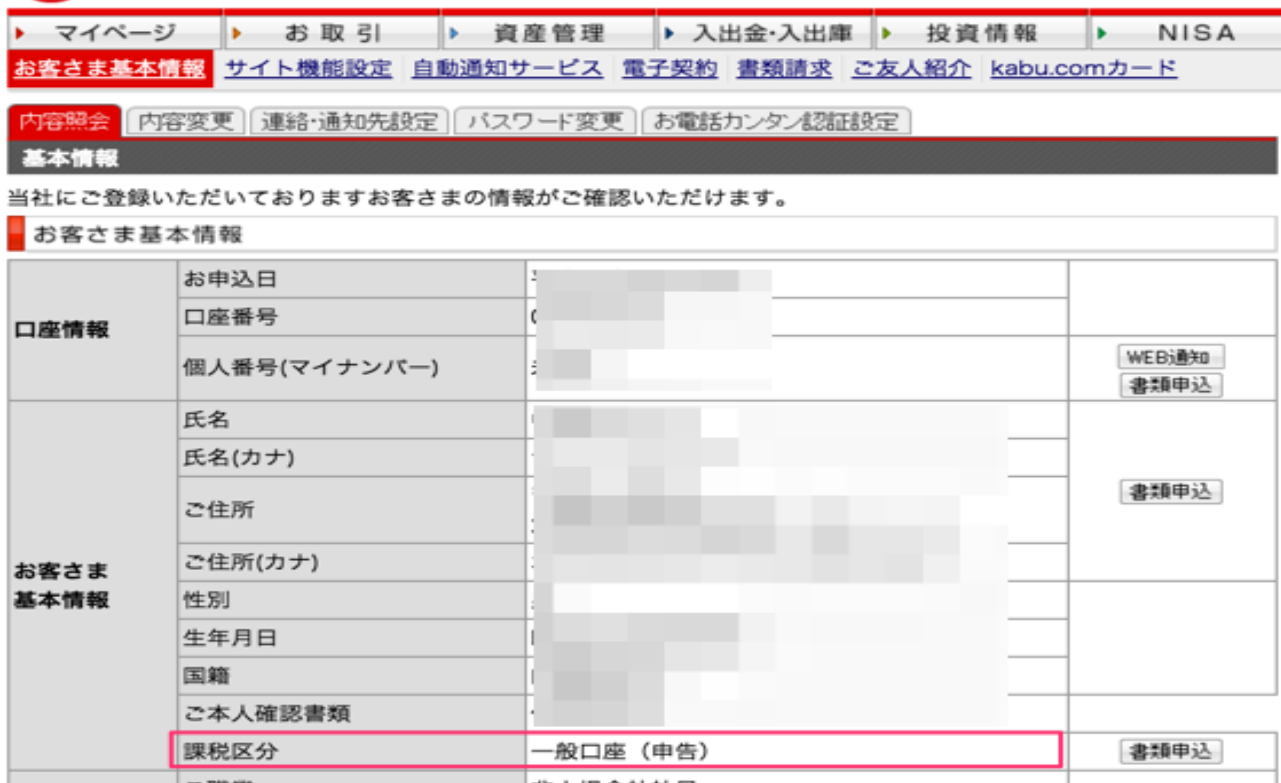 マイページ お取引 資産管理 入出金・入出庫 投資情報 NISA
お客さま基本情報 サイト機能設定 自動通知サービス 電子契約 書類請求 ご友人紹介 kabu.comカード
内容照会 内容変更 連絡・通知先設定 パスワード変更 お電話カンタン認証設定
基本情報
当社にご登録いただいておりますお客さまの情報がご確認いただけます。
お客さま基本情報
口座情報
お申込日
口座番号
個人番号(マイナンバー)
WEB通知
書類申込
お客さま
基本情報
氏名
氏名(カナ)
ご住所
書類申込
ご住所(カナ)
性別
生年月日
国籍
ご本人確認書類
課税区分 一般口座（申告） 書類申込